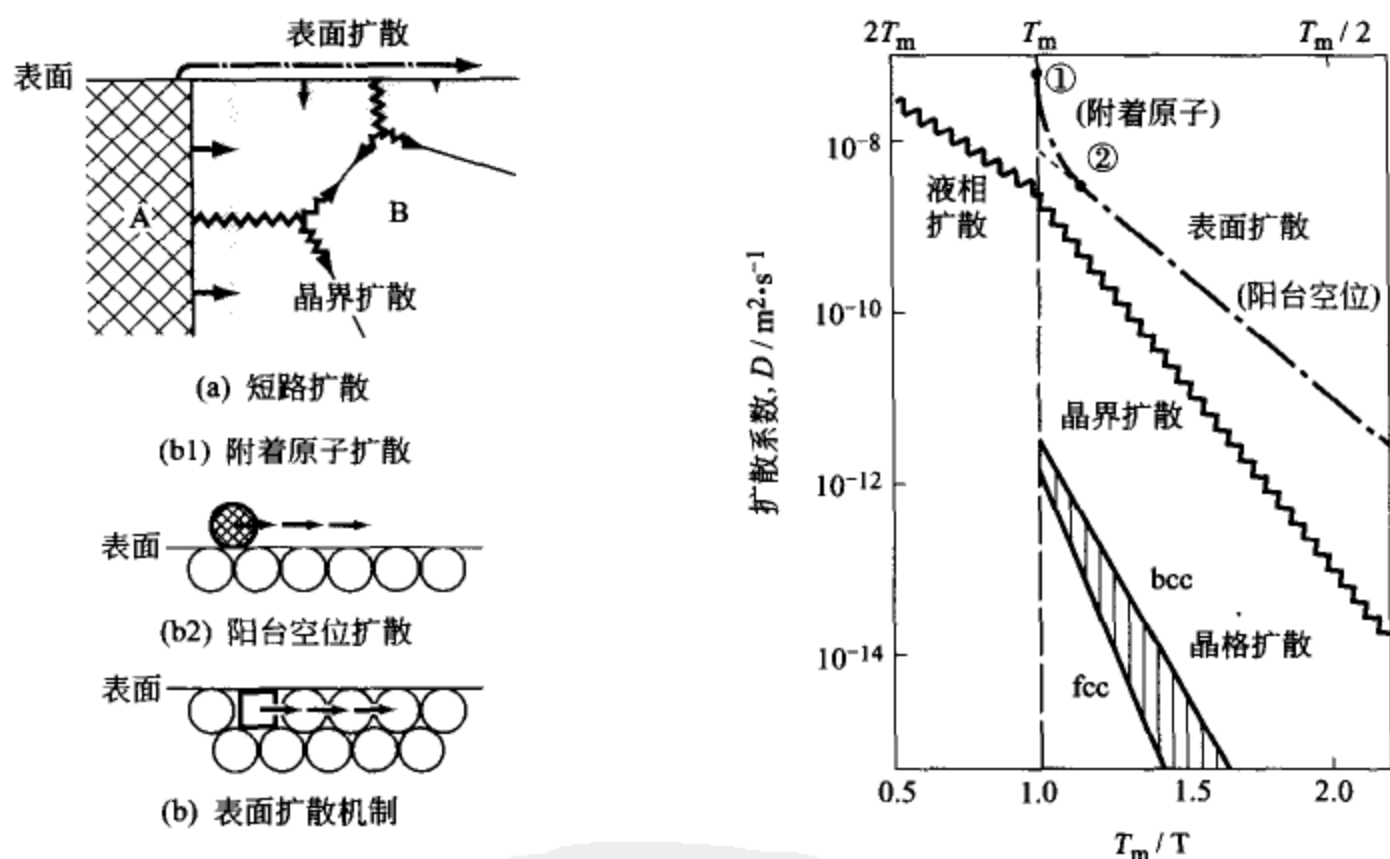 表面扩散
表面
A
B
晶界扩散
(a) 短路扩散
(b1) 附着原子扩散
表面
(b2) 阳台空位扩散
表面
(b) 表面扩散机制
2Tm
Tm
Tm / 2
①
(附着原子)
②
10⁻⁸
液相
扩散
表面扩散
(阳台空位)
10⁻¹⁰
扩散系数, D / m²·s⁻¹
晶界扩散
10⁻¹²
bcc
晶格扩散
10⁻¹⁴
fcc
0.5
1.0
1.5
2.0
Tm / T